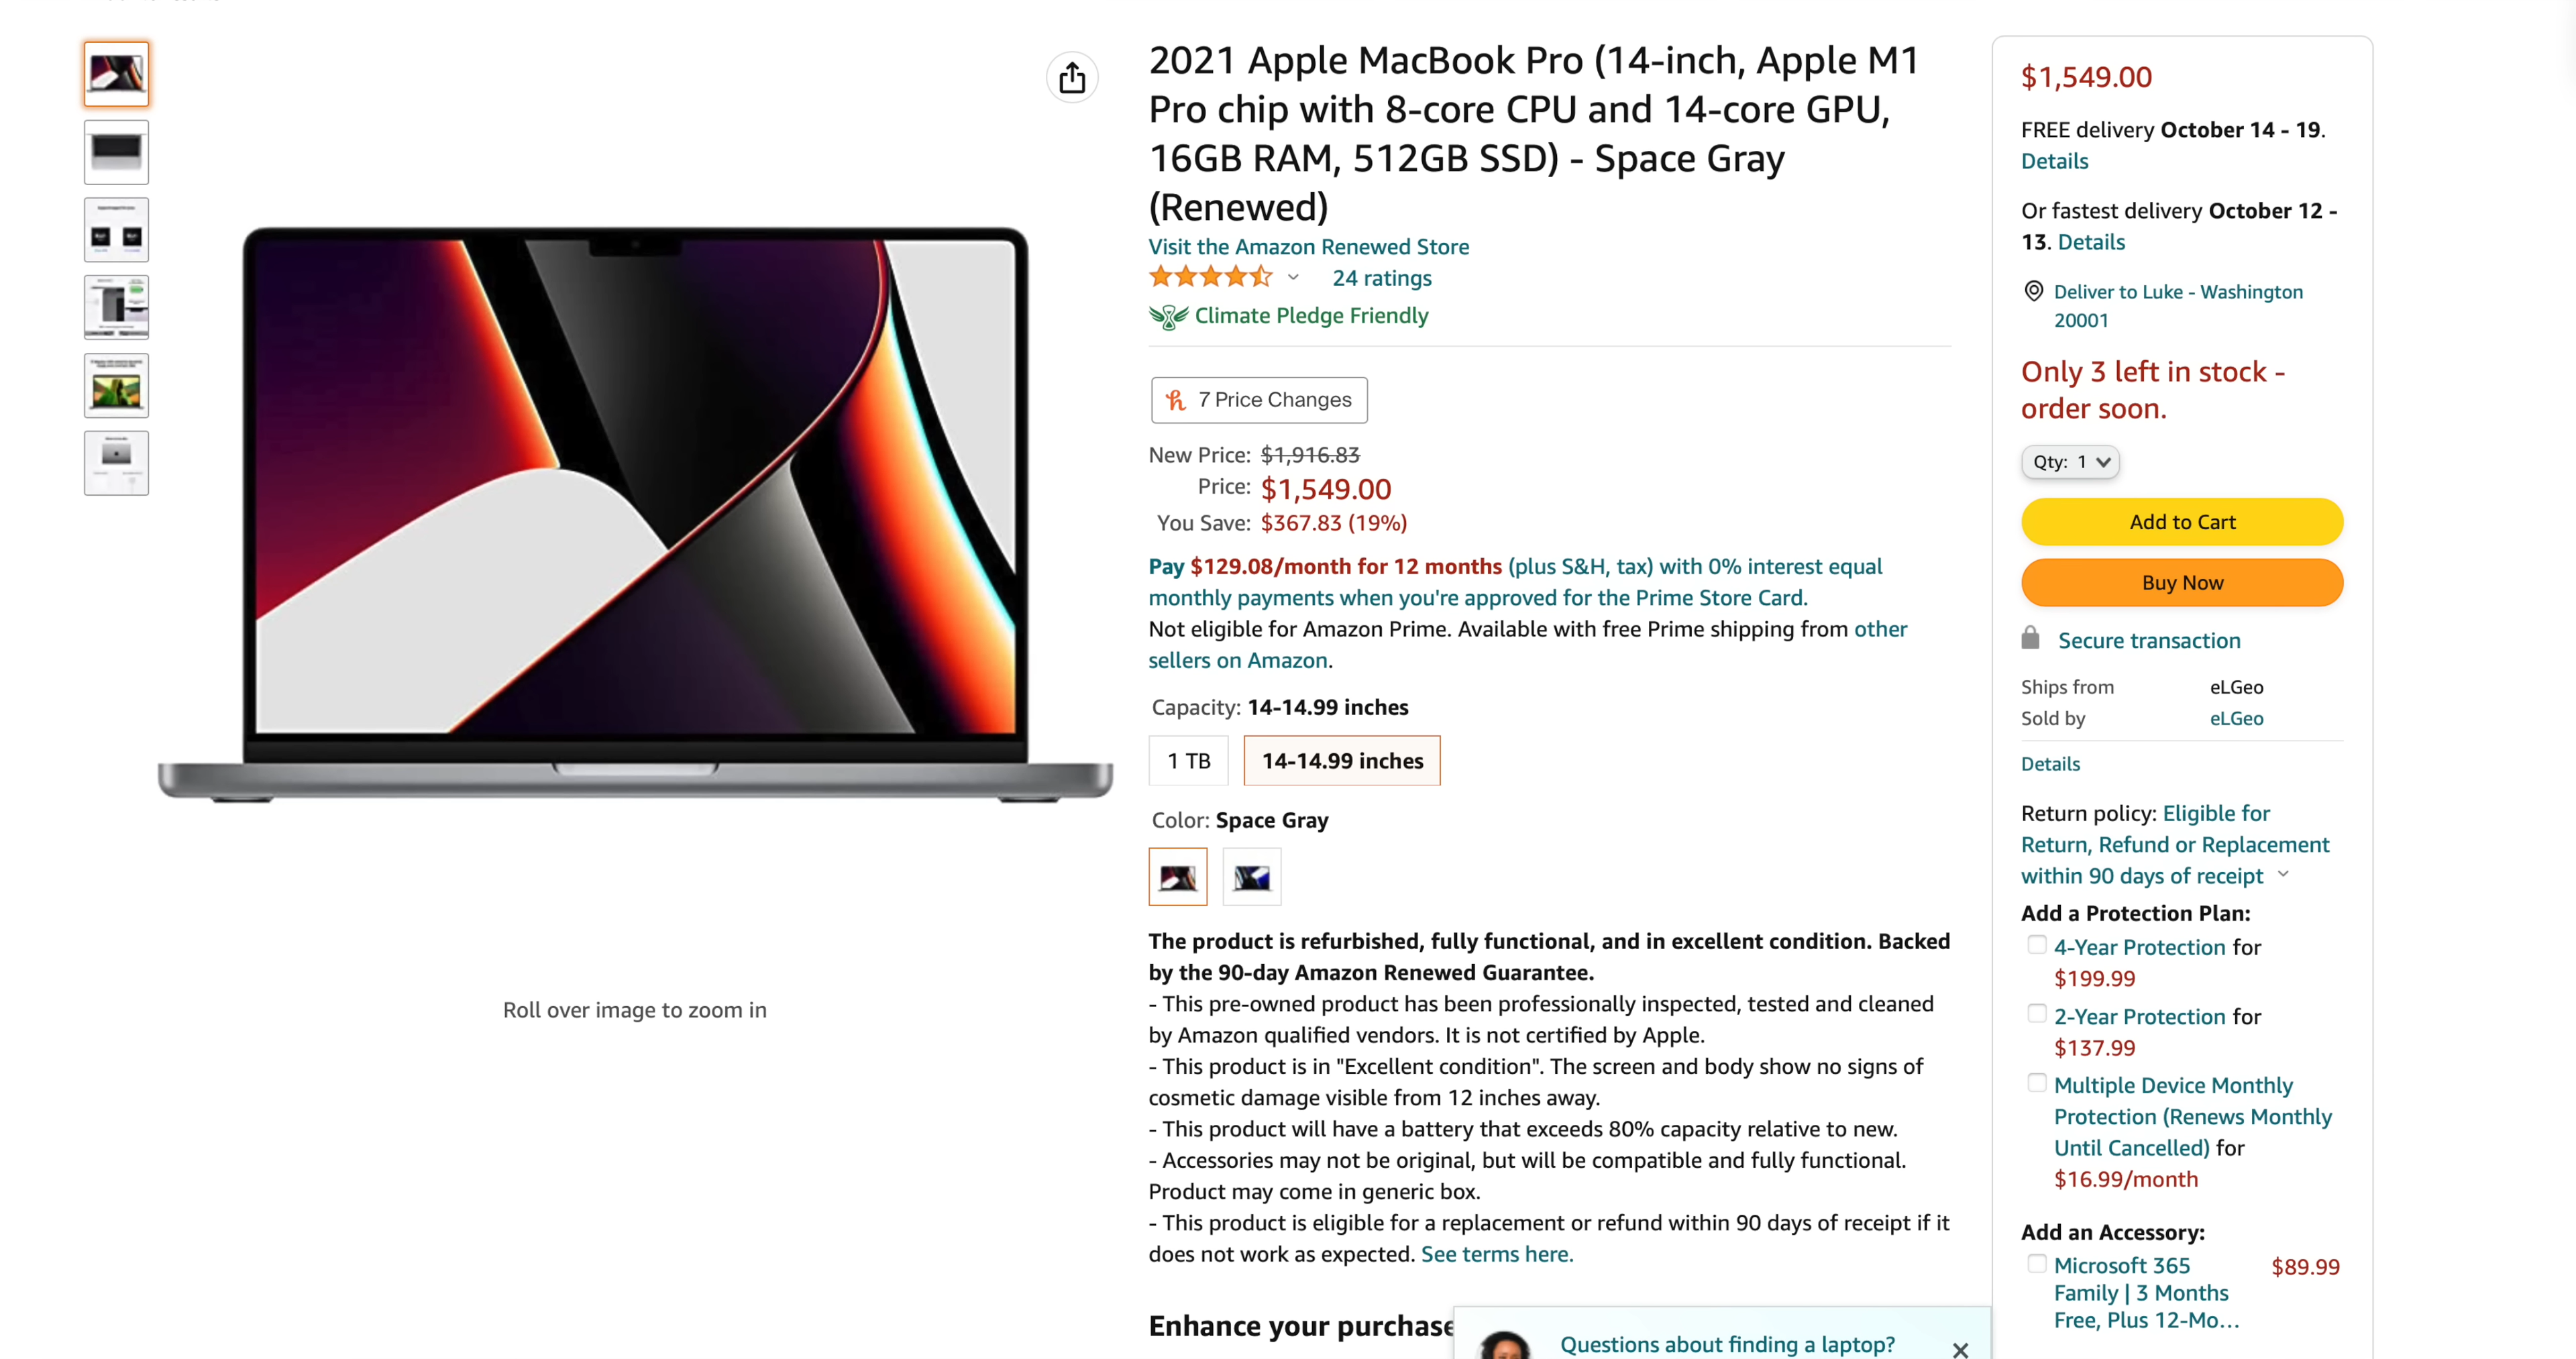 2021 Apple MacBook Pro (14-inch, Apple M1
Pro chip with 8-core CPU and 14-core GPU,
16GB RAM, 512GB SSD) - Space Gray
(Renewed)
Visit the Amazon Renewed Store
24 ratings
Climate Pledge Friendly
7 Price Changes
New Price: $1,916.83
Price: $1,549.00
You Save: $367.83 (19%)
Pay $129.08/month for 12 months (plus S&H, tax) with 0% interest equal
monthly payments when you're approved for the Prime Store Card.
Not eligible for Amazon Prime. Available with free Prime shipping from other
sellers on Amazon.
Capacity: 14-14.99 inches
1 TB
14-14.99 inches
Color: Space Gray
The product is refurbished, fully functional, and in excellent condition. Backed
by the 90-day Amazon Renewed Guarantee.
- This pre-owned product has been professionally inspected, tested and cleaned
by Amazon qualified vendors. It is not certified by Apple.
- This product is in "Excellent condition". The screen and body show no signs of
cosmetic damage visible from 12 inches away.
- This product will have a battery that exceeds 80% capacity relative to new.
- Accessories may not be original, but will be compatible and fully functional.
Product may come in generic box.
- This product is eligible for a replacement or refund within 90 days of receipt if it
does not work as expected. See terms here.
Enhance your purchase
Questions about finding a laptop?
Roll over image to zoom in
$1,549.00
FREE delivery October 14 - 19.
Details
Or fastest delivery October 12 -
13. Details
Deliver to Luke - Washington
20001
Only 3 left in stock -
order soon.
Qty: 1
Add to Cart
Buy Now
Secure transaction
Ships from eLGeo
Sold by eLGeo
Details
Return policy: Eligible for
Return, Refund or Replacement
within 90 days of receipt
Add a Protection Plan:
4-Year Protection for
$199.99
2-Year Protection for
$137.99
Multiple Device Monthly
Protection (Renews Monthly
Until Cancelled) for
$16.99/month
Add an Accessory:
Microsoft 365 $89.99
Family | 3 Months
Free, Plus 12-Mo...